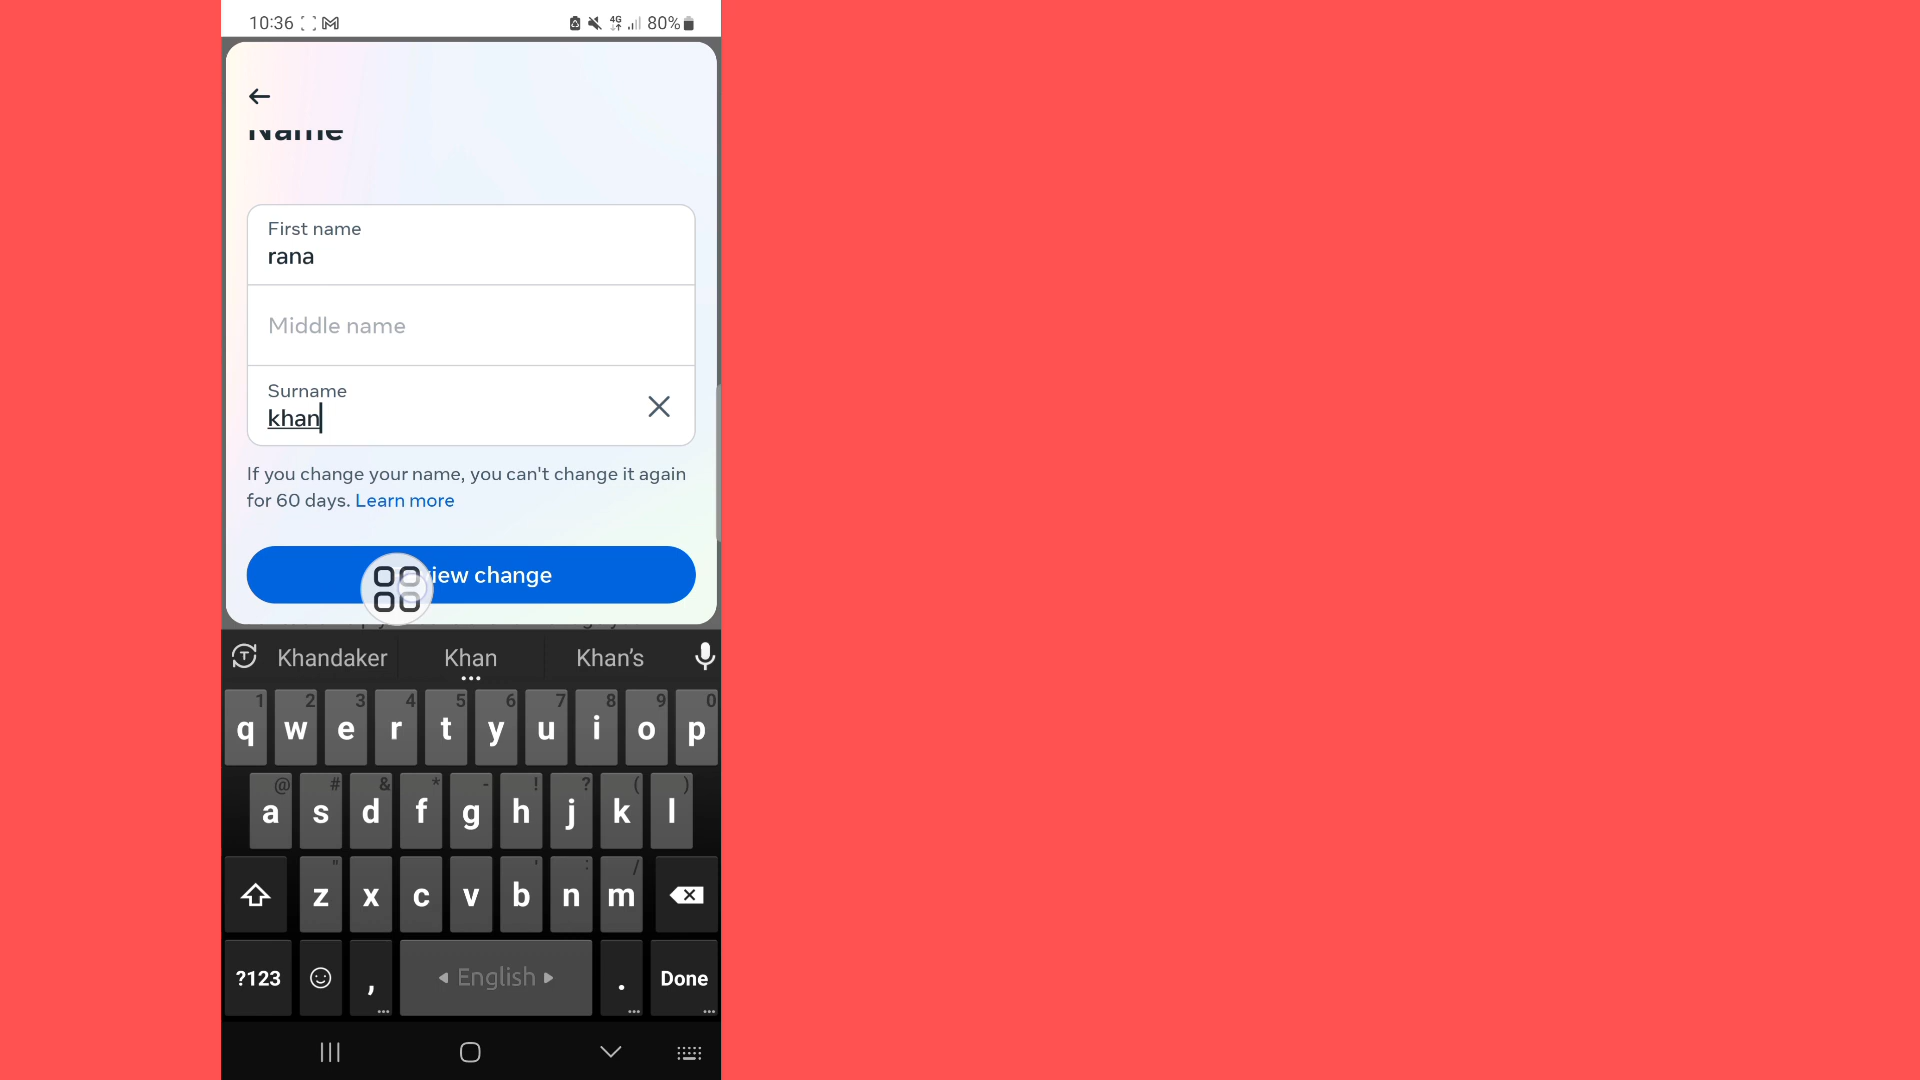 10:36 4G 80%
Name
First name
rana
Middle name
Surname
khan
If you change your name, you can't change it again
for 60 days. Learn more
view change
Khandaker Khan Khan's
1 2 3 4 5 6 7 8 9 0
q w e r t y u i o p
@ # & * - ! ? ( )
a s d f g h j k l
" ' : /
z x c v b n m
?123 , English . Done